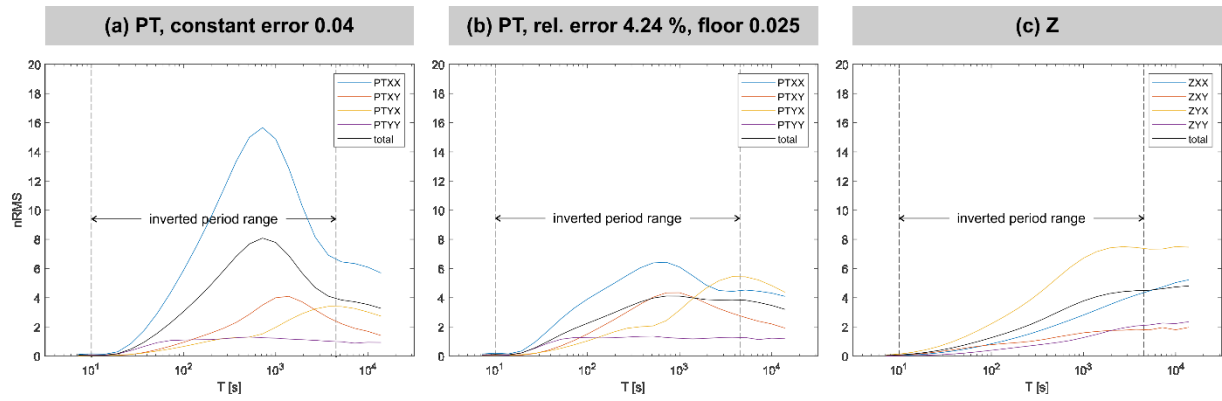 (a) PT, constant error 0.04
(b) PT, rel. error 4.24 %, floor 0.025
(c) Z
nRMS
20
18
16
14
12
10
8
6
4
2
0
PTXX
PTXY
PTYX
PTYY
total
inverted period range
10¹
10²
10³
10⁴
T [s]
20
18
16
14
12
10
8
6
4
2
0
PTXX
PTXY
PTYX
PTYY
total
inverted period range
10¹
10²
10³
10⁴
T [s]
20
18
16
14
12
10
8
6
4
2
0
ZXX
ZXY
ZYX
ZYY
total
inverted period range
10¹
10²
10³
10⁴
T [s]